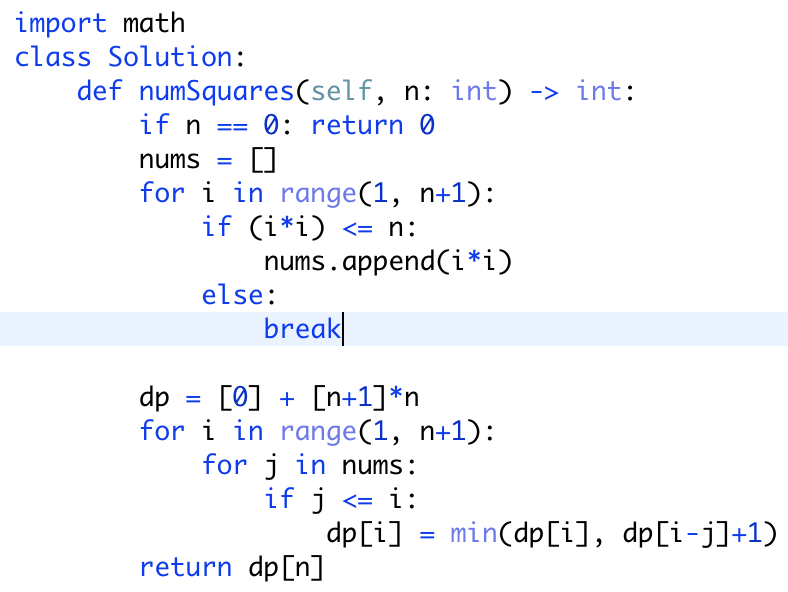 import math
class Solution:
    def numSquares(self, n: int) -> int:
        if n == 0: return 0
        nums = []
        for i in range(1, n+1):
            if (i*i) <= n:
                nums.append(i*i)
            else:
                break
        dp = [0] + [n+1]*n
        for i in range(1, n+1):
            for j in nums:
                if j <= i:
                    dp[i] = min(dp[i], dp[i-j]+1)
        return dp[n]